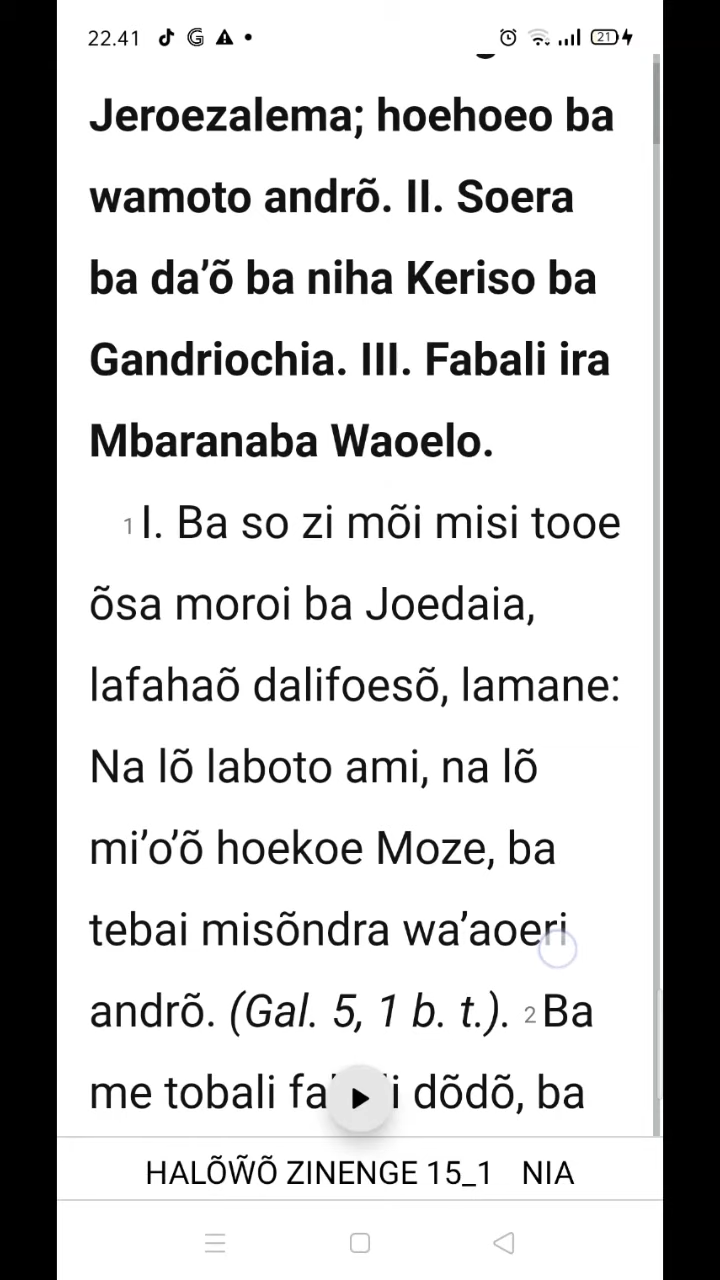 22.41 21
Jeroezalema; hoehoeo ba
wamoto andrõ. II. Soera
ba da’õ ba niha Keriso ba
Gandriochia. III. Fabali ira
Mbaranaba Waoelo.
1 I. Ba so zi mõi misi tooe
õsa moroi ba Joedaia,
lafahaõ dalifoesõ, lamane:
Na lõ laboto ami, na lõ
mi’o’õ hoekoe Moze, ba
tebai misõndra wa’aoeri
andrõ. (Gal. 5, 1 b. t.). 2 Ba
me tobali dõdõ, ba
HALÕŴÕ ZINENGE 15_1 NIA